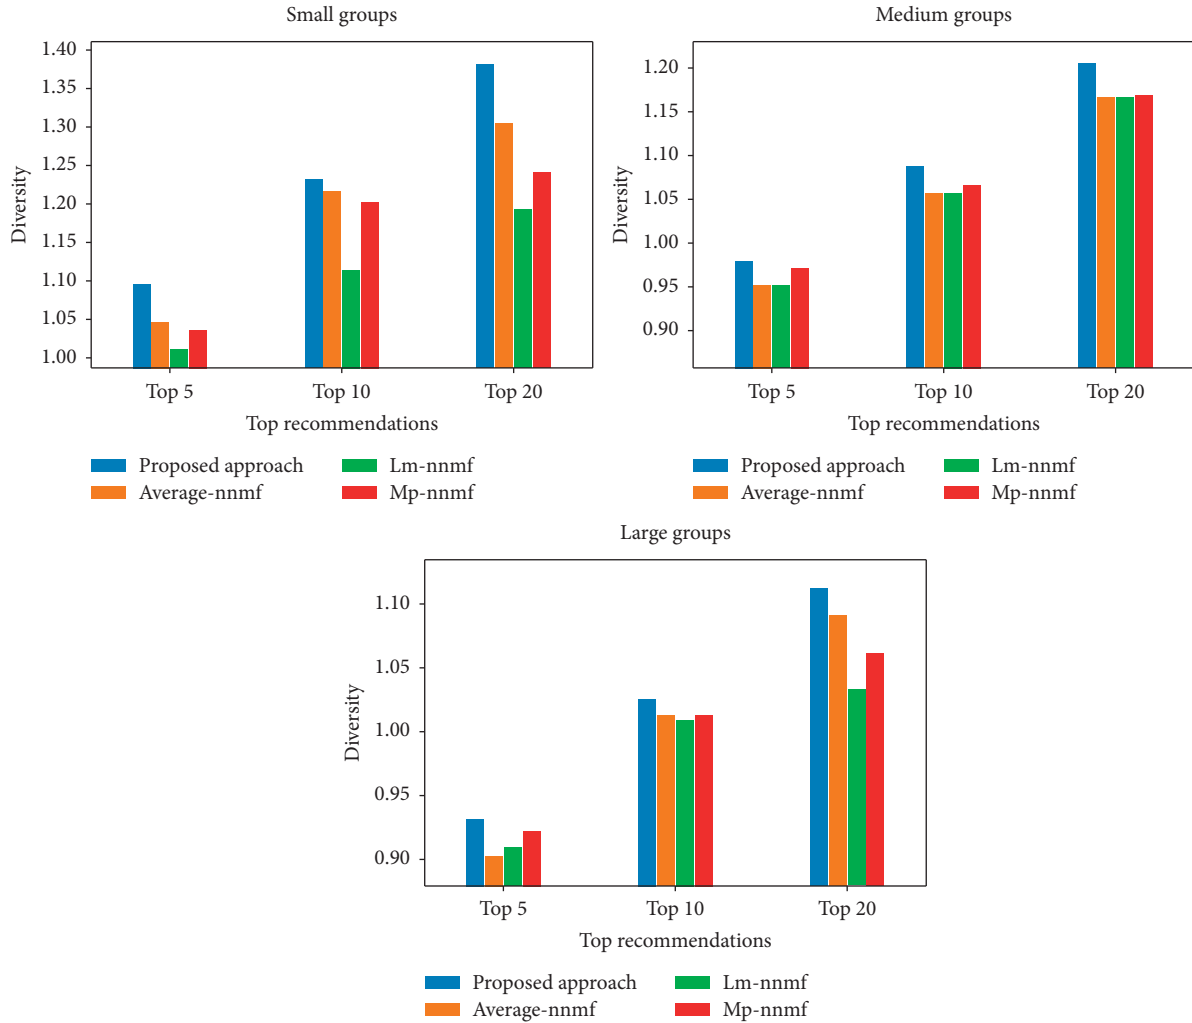 Small groups
1.40
1.35
1.30
1.25
1.20
1.15
1.10
1.05
1.00
Diversity
Top 5 Top 10 Top 20
Top recommendations
Proposed approach Lm-nnmf
Average-nnmf Mp-nnmf
Medium groups
1.20
1.15
1.10
1.05
1.00
0.95
0.90
Diversity
Top 5 Top 10 Top 20
Top recommendations
Proposed approach Lm-nnmf
Average-nnmf Mp-nnmf
Large groups
1.10
1.05
1.00
0.95
0.90
Diversity
Top 5 Top 10 Top 20
Top recommendations
Proposed approach Lm-nnmf
Average-nnmf Mp-nnmf